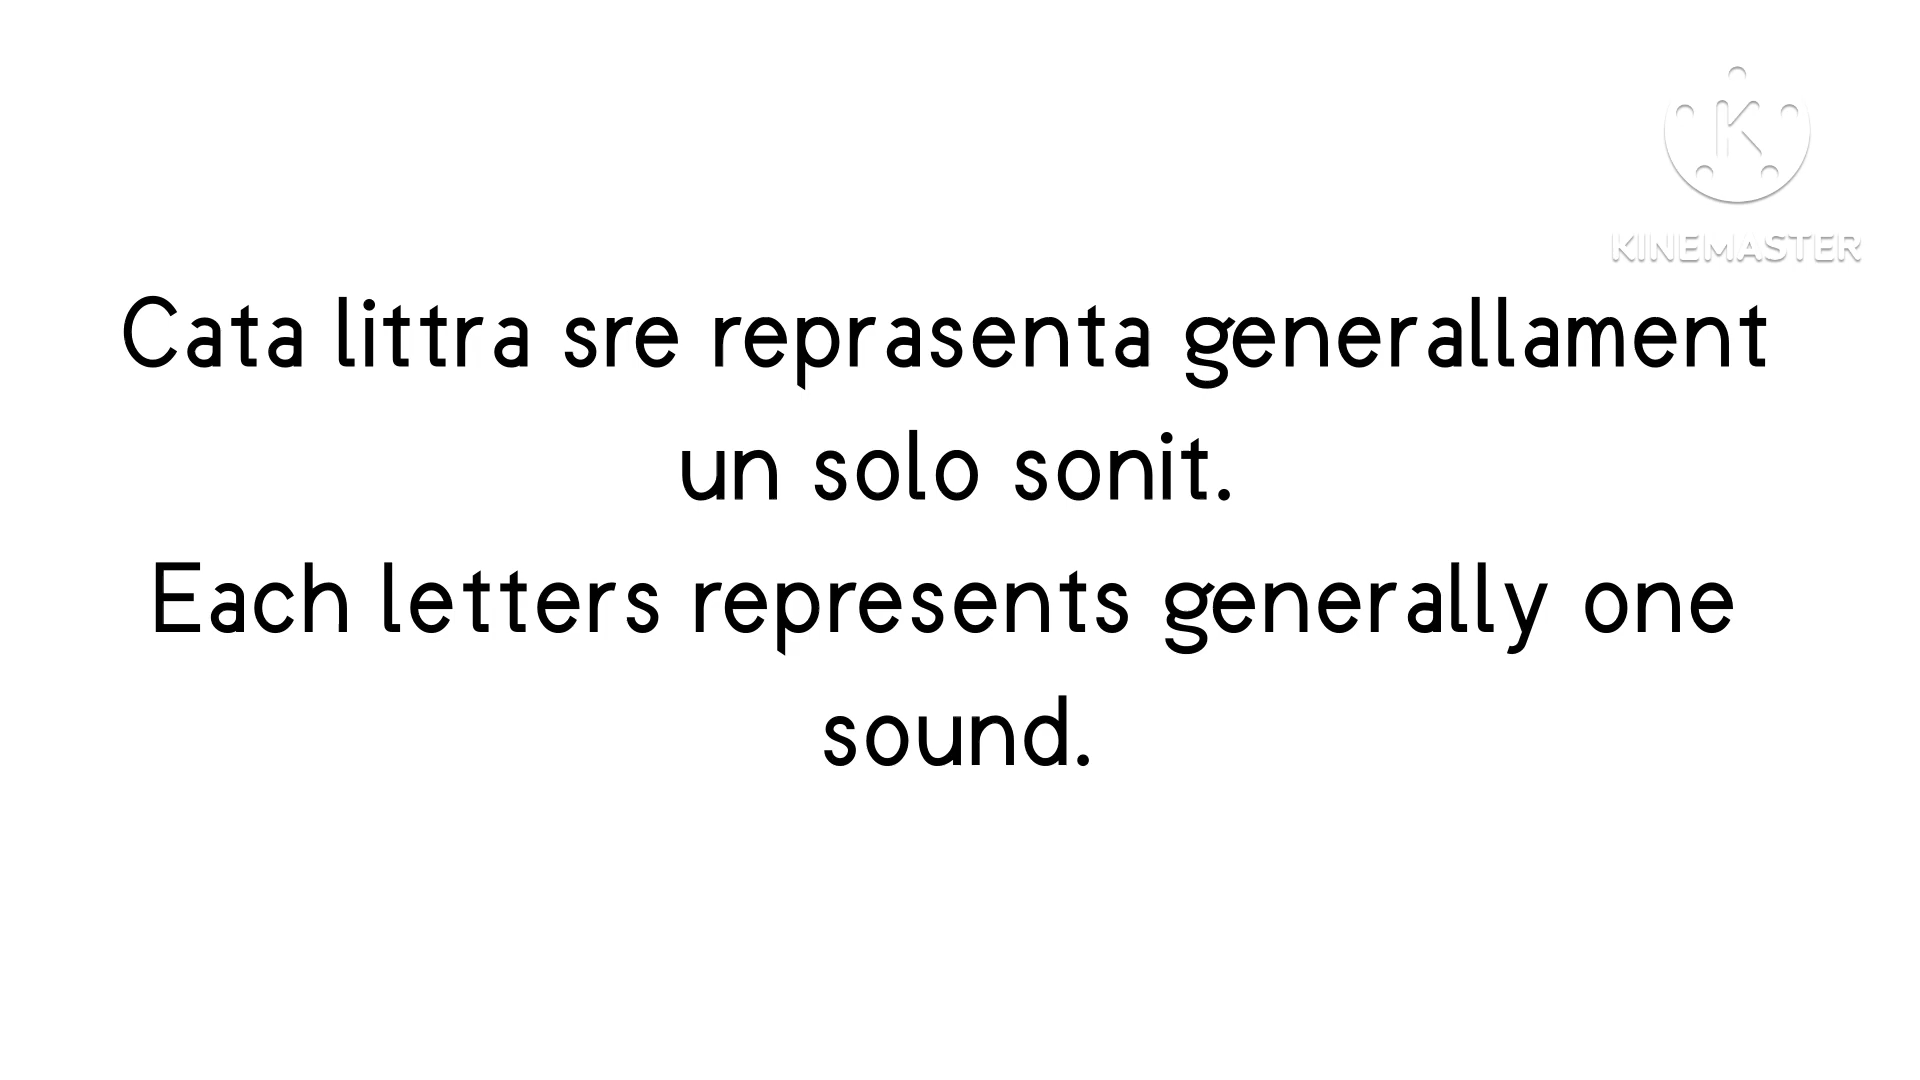 KINEMASTER
Cata littra sre reprasenta generallament
un solo sonit.
Each letters represents generally one
sound.